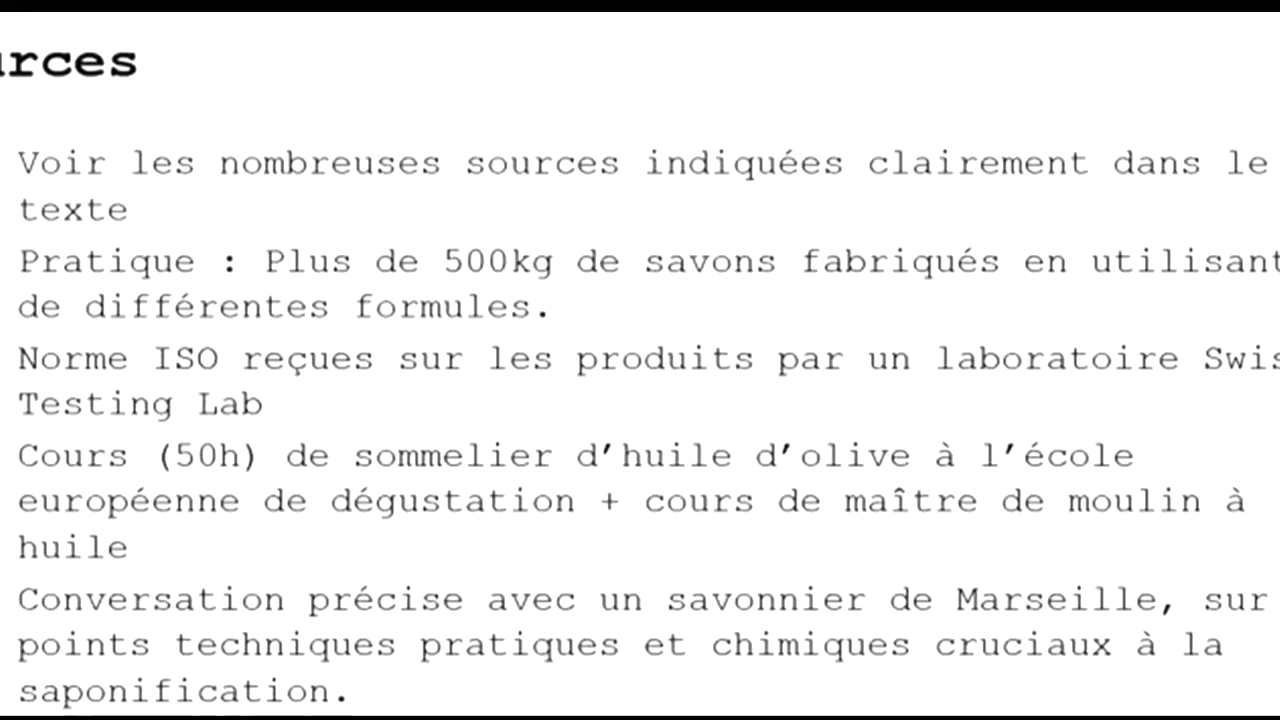 urces
Voir les nombreuses sources indiquées clairement dans le
texte
Pratique : Plus de 500kg de savons fabriqués en utilisant
de différentes formules.
Norme ISO reçues sur les produits par un laboratoire Swis
Testing Lab
Cours (50h) de sommelier d’huile d’olive à l’école
européenne de dégustation + cours de maître de moulin à
huile
Conversation précise avec un savonnier de Marseille, sur
points techniques pratiques et chimiques cruciaux à la
saponification.